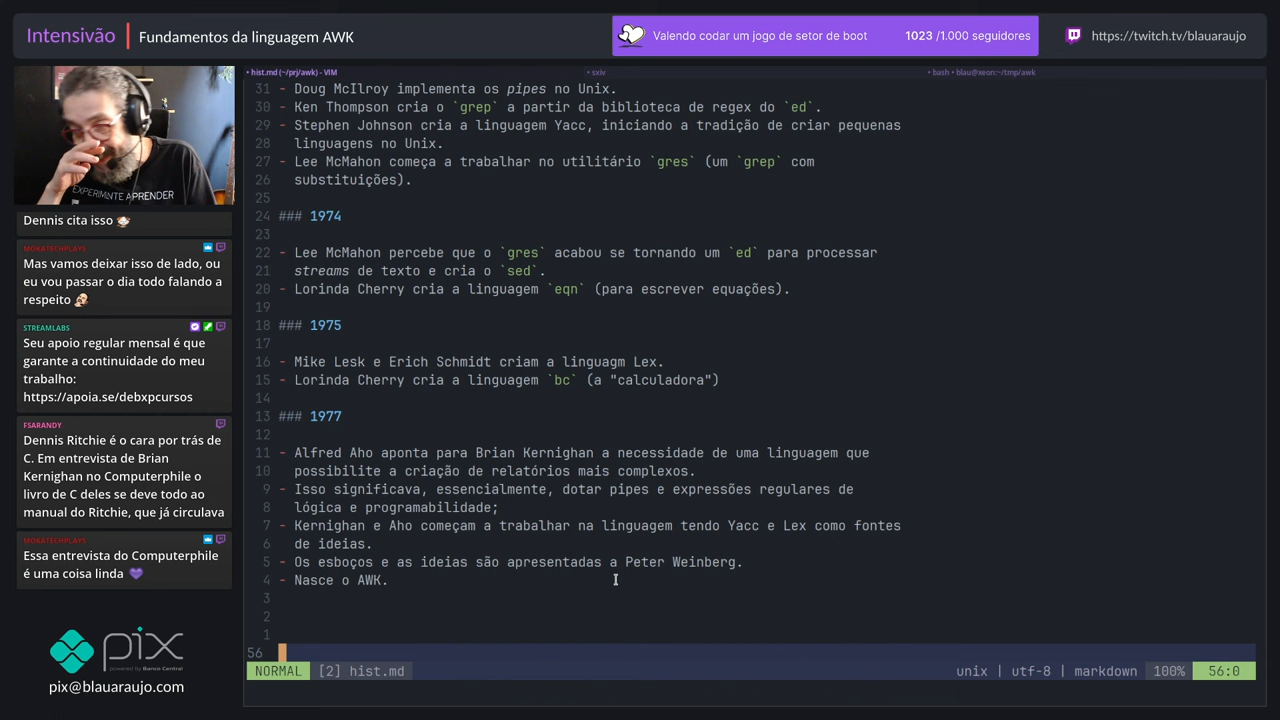 Intensivão
Fundamentos da linguagem AWK
Valendo codar um jogo de setor de boot 1023 /1.000 seguidores
https://twitch.tv/blauaraujo
EXPERIMENTE APRENDER
Dennis cita isso
MOKATECHPLAYS
Mas vamos deixar isso de lado, ou
eu vou passar o dia todo falando a
respeito
STREAMLABS
Seu apoio regular mensal é que
garante a continuidade do meu
trabalho:
https://apoia.se/debxpcursos
FSARANDY
Dennis Ritchie é o cara por trás de
C. Em entrevista de Brian
Kernighan no Computerphile o
livro de C deles se deve todo ao
manual do Ritchie, que já circulava
MOKATECHPLAYS
Essa entrevista do Computerphile
é uma coisa linda
pix
powered by Banco Central
pix@blauaraujo.com
• hist.md (~/prj/awk) - VIM
• sxiv
• bash • blau@xeon:~/tmp/awk
31 - Doug McIlroy implementa os pipes no Unix.
30 - Ken Thompson cria o `grep` a partir da biblioteca de regex do `ed`.
29 - Stephen Johnson cria a linguagem Yacc, iniciando a tradição de criar pequenas
28 linguagens no Unix.
27 - Lee McMahon começa a trabalhar no utilitário `gres` (um `grep` com
26 substituições).
25
24 ### 1974
23
22 - Lee McMahon percebe que o `gres` acabou se tornando um `ed` para processar
21 streams de texto e cria o `sed`.
20 - Lorinda Cherry cria a linguagem `eqn` (para escrever equações).
19
18 ### 1975
17
16 - Mike Lesk e Erich Schmidt criam a linguagm Lex.
15 - Lorinda Cherry cria a linguagem `bc` (a "calculadora")
14
13 ### 1977
12
11 - Alfred Aho aponta para Brian Kernighan a necessidade de uma linguagem que
10 possibilite a criação de relatórios mais complexos.
9 - Isso significava, essencialmente, dotar pipes e expressões regulares de
8 lógica e programabilidade;
7 - Kernighan e Aho começam a trabalhar na linguagem tendo Yacc e Lex como fontes
6 de ideias.
5 - Os esboços e as ideias são apresentadas a Peter Weinberg.
4 - Nasce o AWK.
3
2
1
56
NORMAL [2] hist.md unix | utf-8 | markdown 100% 56:0